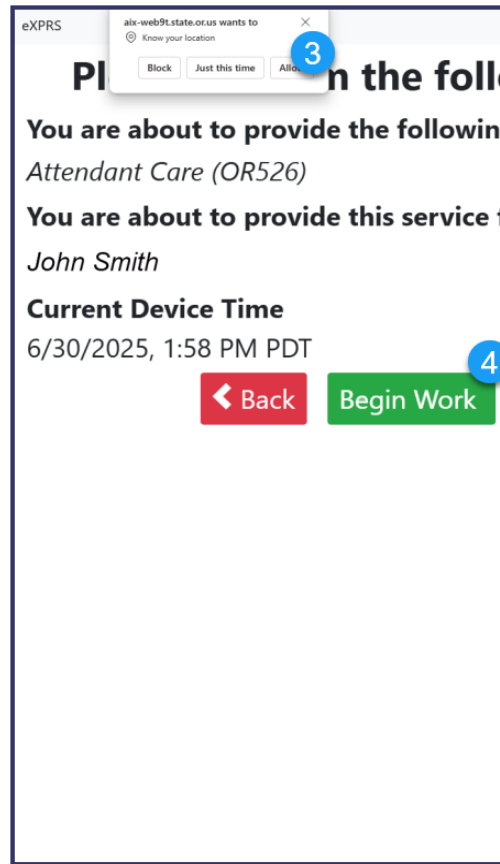 eXPRS
aix-web9t.state.or.us wants to
Know your location
Block Just this time
3
the foll
You are about to provide the followin
Attendant Care (OR526)
You are about to provide this service
John Smith
Current Device Time
6/30/2025, 1:58 PM PDT
4
Back Begin Work